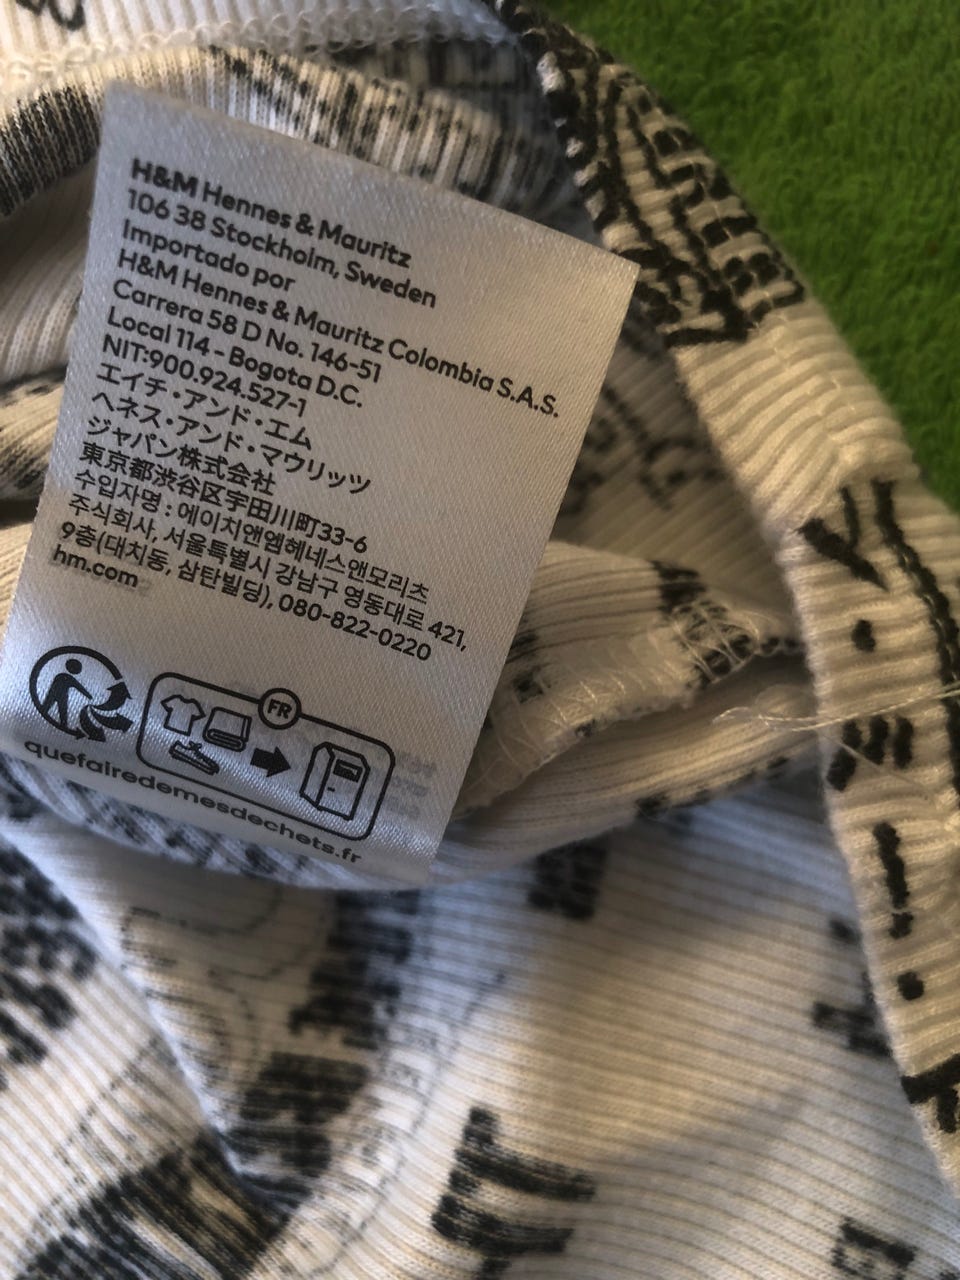 H&M Hennes & Mauritz
106 38 Stockholm, Sweden
Importado por
H&M Hennes & Mauritz Colombia S.A.S.
Carrera 58 D No. 146-51
Local 114 - Bogota D.C.
NIT:900.924.527-1
エイチ・アンド・エム
ヘネス・アンド・マウリッツ
ジャパン株式会社
東京都渋谷区宇田川町33-6
수입자명 : 에이치앤엠헤네스앤모리츠
주식회사, 서울특별시 강남구 영동대로 421,
9층(대치동, 삼탄빌딩), 080-822-0220
hm.com
FR
quefairedemesdechets.fr